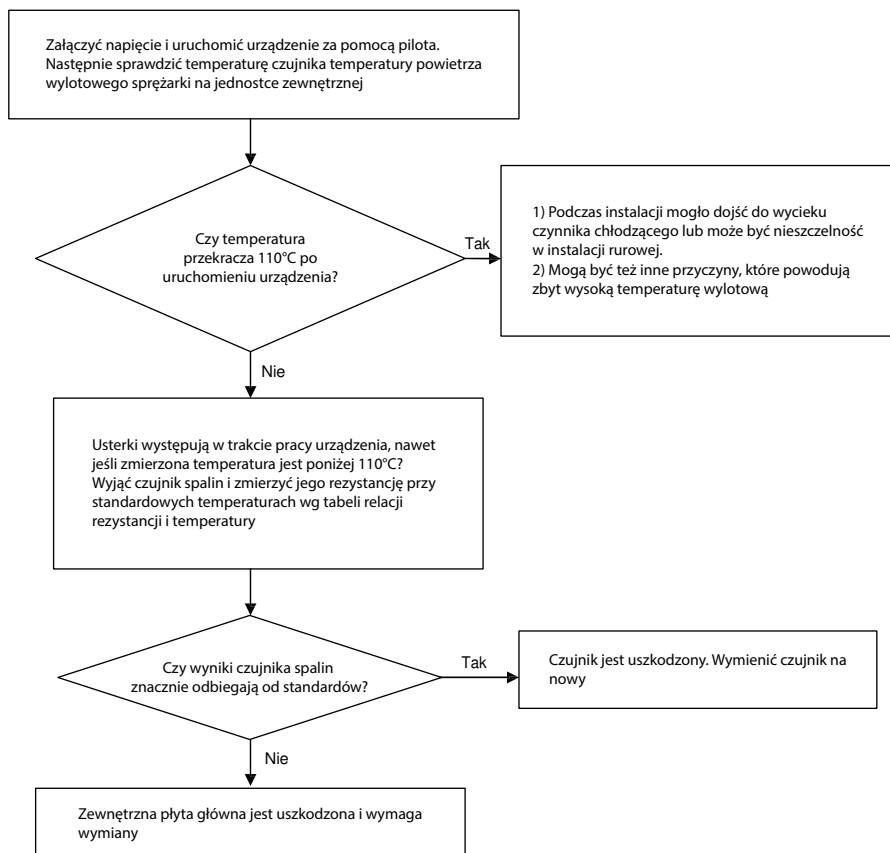 Załączyć napięcie i uruchomić urządzenie za pomocą pilota.
Następnie sprawdzić temperaturę czujnika temperatury powietrza
wylotowego sprężarki na jednostce zewnętrznej
Czy temperatura
przekracza 110°C po
uruchomieniu urządzenia?
Tak
1) Podczas instalacji mogło dojść do wycieku
czynnika chłodzącego lub może być nieszczelność
w instalacji rurowej.
2) Mogą być też inne przyczyny, które powodują
zbyt wysoką temperaturę wylotową
Nie
Usterki występują w trakcie pracy urządzenia, nawet
jeśli zmierzona temperatura jest poniżej 110°C?
Wyjąć czujnik spalin i zmierzyć jego rezystancję przy
standardowych temperaturach wg tabeli relacji
rezystancji i temperatury
Czy wyniki czujnika spalin
znacznie odbiegają od standardów?
Tak
Czujnik jest uszkodzony. Wymienić czujnik na
nowy
Nie
Zewnętrzna płyta główna jest uszkodzona i wymaga
wymiany